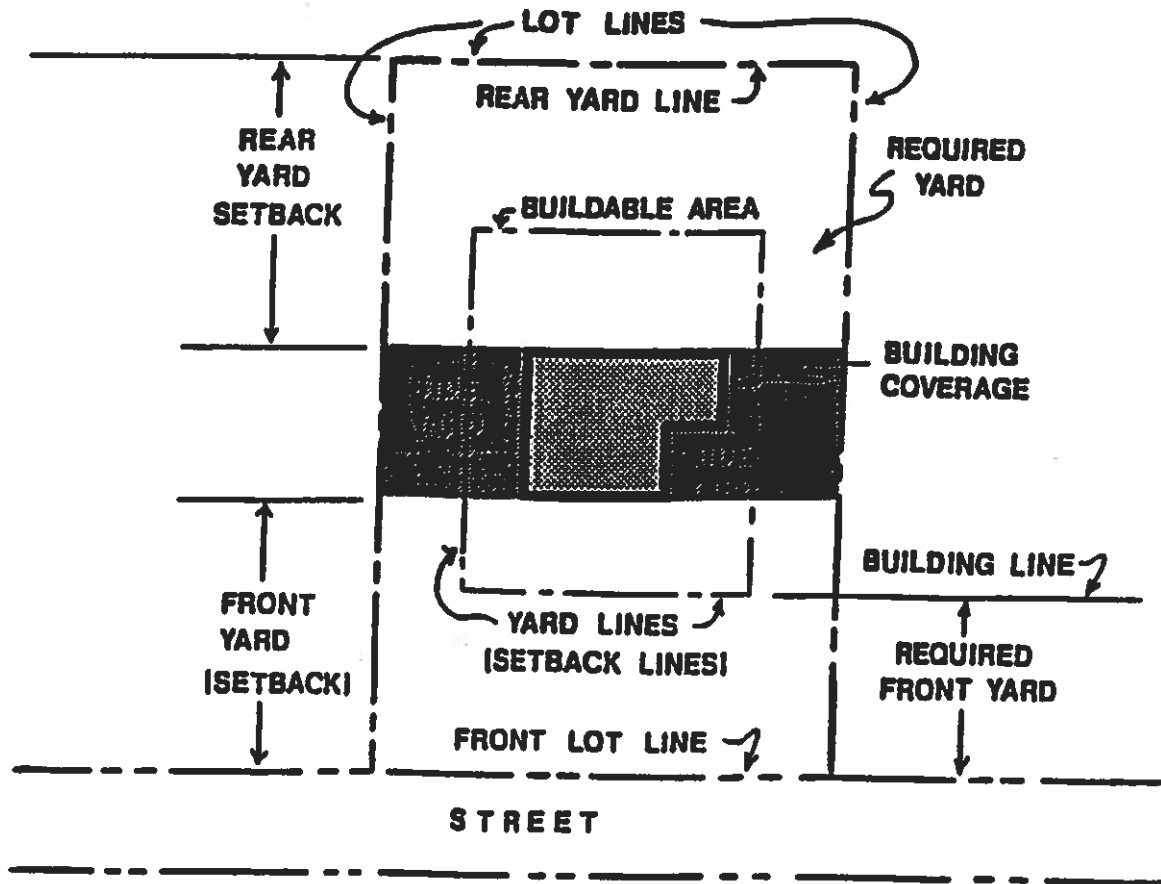 LOT LINES
REAR YARD LINE
REAR
YARD
SETBACK
REQUIRED
YARD
BUILDABLE AREA
BUILDING
COVERAGE
BUILDING LINE
FRONT
YARD
(SETBACK)
YARD LINES
(SETBACK LINES)
REQUIRED
FRONT YARD
FRONT LOT LINE
STREET